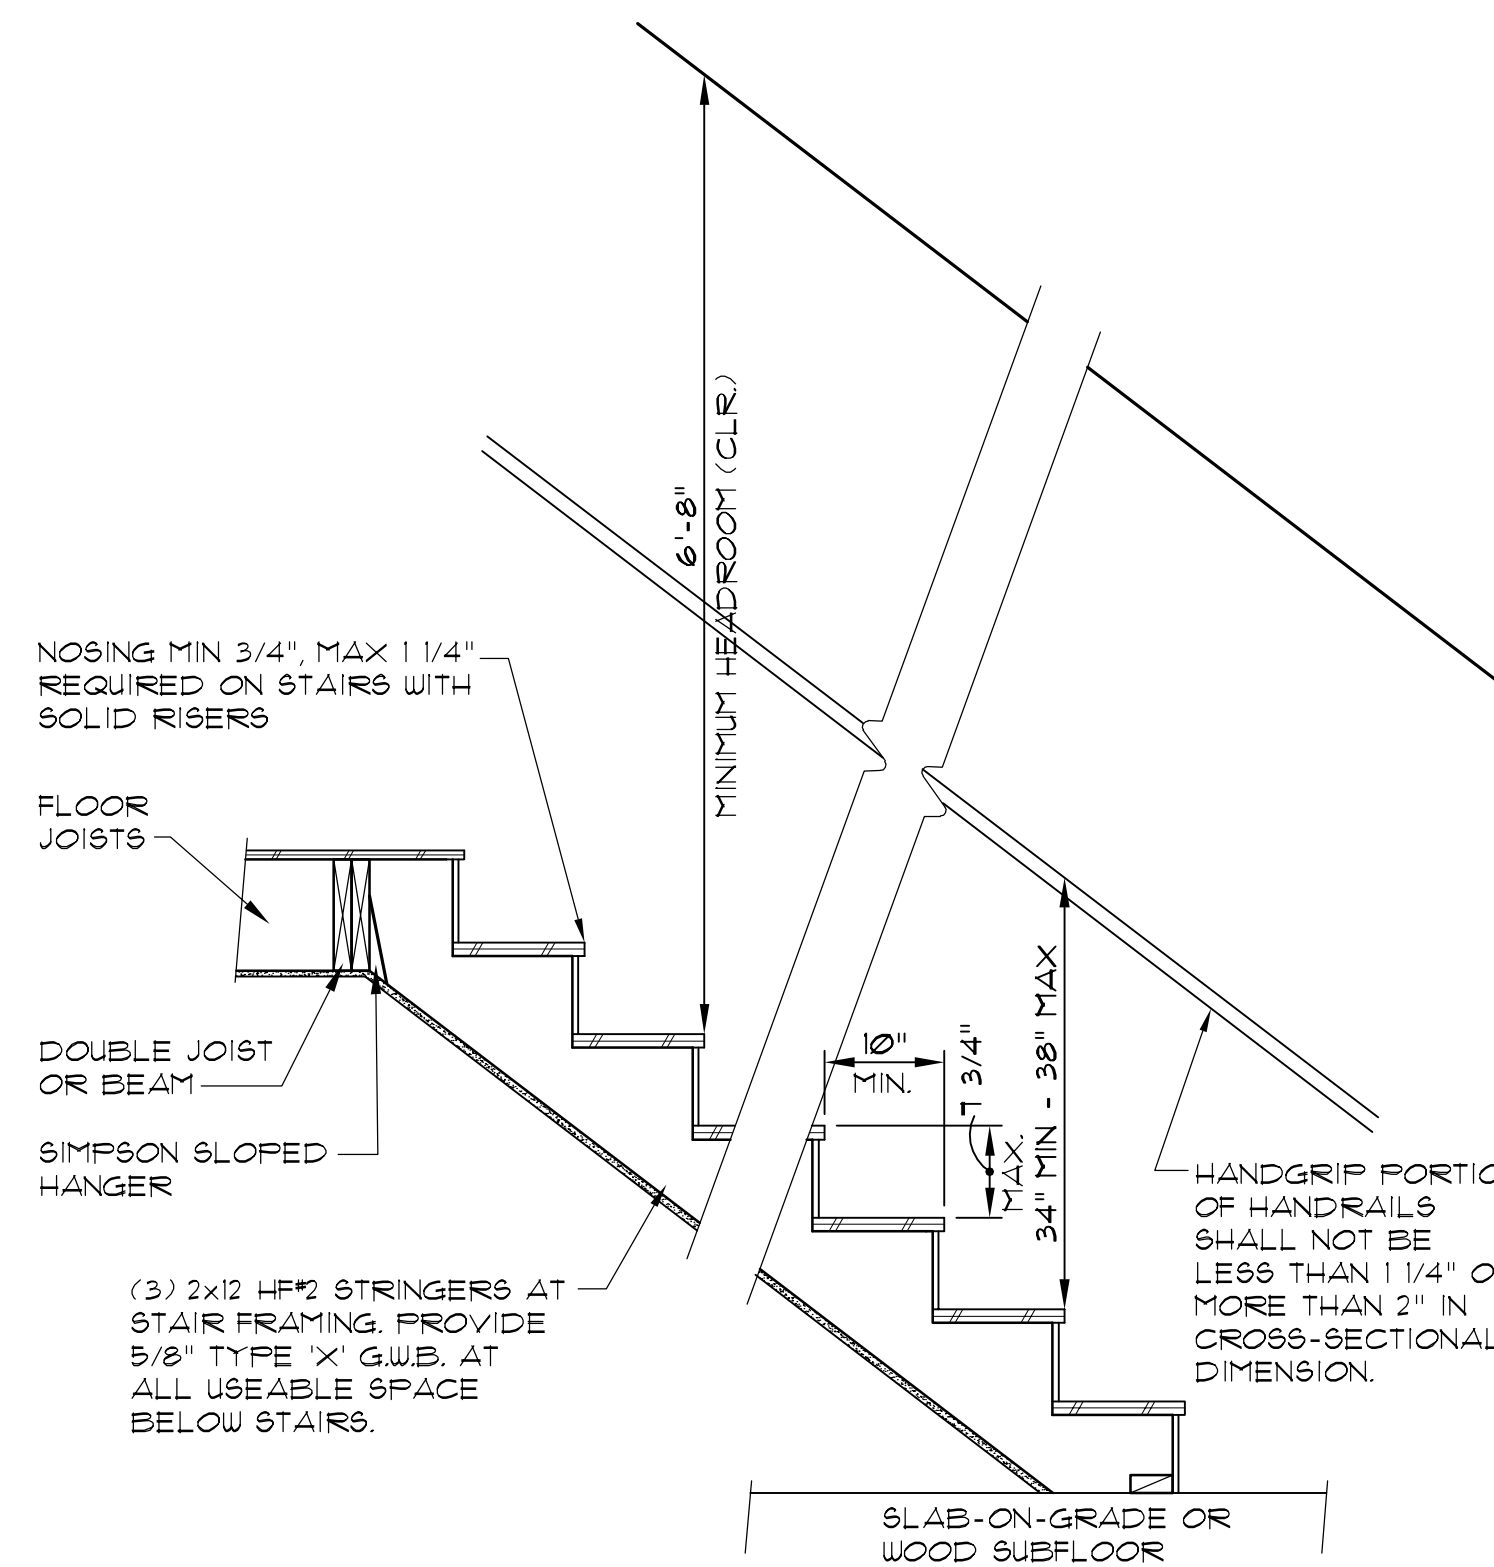 6'-8"
MINIMUM HEADROOM (CLR.)
NOSING MIN 3/4", MAX 1 1/4"
REQUIRED ON STAIRS WITH
SOLID RISERS
FLOOR
JOISTS
DOUBLE JOIST
OR BEAM
SIMPSON SLOPED
HANGER
(3) 2x12 HF#2 STRINGERS AT
STAIR FRAMING. PROVIDE
5/8" TYPE 'X' G.W.B. AT
ALL USEABLE SPACE
BELOW STAIRS.
10"
MIN.
7 3/4"
MAX.
34" MIN - 38" MAX
HANDGRIP
OF HANDRAILS
SHALL NOT BE
LESS THAN 1 1/4"
MORE THAN 2" IN
CROSS-SECTIONAL
DIMENSION.
SLAB-ON-GRADE OR
WOOD SUBFLOOR